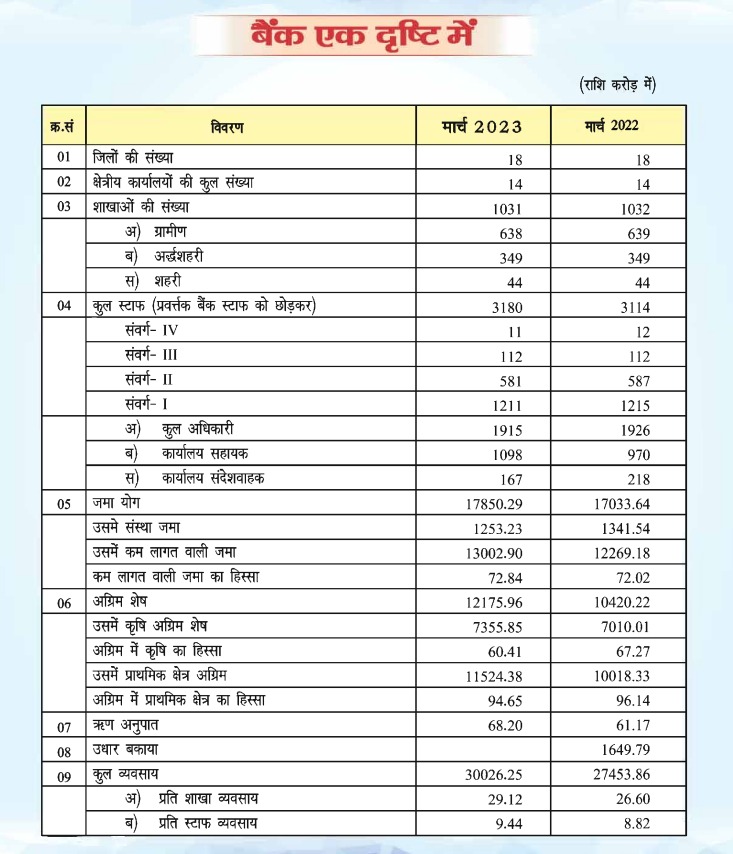 बैंक एक दृष्टि में
(राशि करोड़ में)
क्र.सं विवरण मार्च 2023 मार्च 2022
01 जिलों की संख्या 18 18
02 क्षेत्रीय कार्यालयों की कुल संख्या 14 14
03 शाखाओं की संख्या 1031 1032
अ) ग्रामीण 638 639
ब) अर्द्धशहरी 349 349
स) शहरी 44 44
04 कुल स्टाफ (प्रवर्त्तक बैंक स्टाफ को छोड़कर) 3180 3114
संवर्ग- IV 11 12
संवर्ग- III 112 112
संवर्ग- II 581 587
संवर्ग- I 1211 1215
अ) कुल अधिकारी 1915 1926
ब) कार्यालय सहायक 1098 970
स) कार्यालय संदेशवाहक 167 218
05 जमा योग 17850.29 17033.64
उसमे संस्था जमा 1253.23 1341.54
उसमें कम लागत वाली जमा 13002.90 12269.18
कम लागत वाली जमा का हिस्सा 72.84 72.02
06 अग्रिम शेष 12175.96 10420.22
उसमें कृषि अग्रिम शेष 7355.85 7010.01
अग्रिम में कृषि का हिस्सा 60.41 67.27
उसमें प्राथमिक क्षेत्र अग्रिम 11524.38 10018.33
अग्रिम में प्राथमिक क्षेत्र का हिस्सा 94.65 96.14
07 ऋण अनुपात 68.20 61.17
08 उधार बकाया 1649.79
09 कुल व्यवसाय 30026.25 27453.86
अ) प्रति शाखा व्यवसाय 29.12 26.60
ब) प्रति स्टाफ व्यवसाय 9.44 8.82